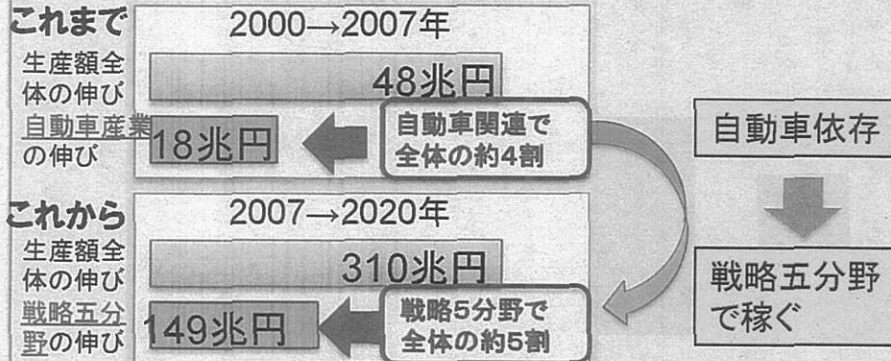 これまで
2000→2007年
生産額全
体の伸び
48兆円
自動車産業
の伸び
18兆円
自動車関連で
全体の約4割
自動車依存
これから
2007→2020年
生産額全
体の伸び
310兆円
戦略五分
野の伸び
149兆円
戦略5分野で
全体の約5割
戦略五分野
で稼ぐ